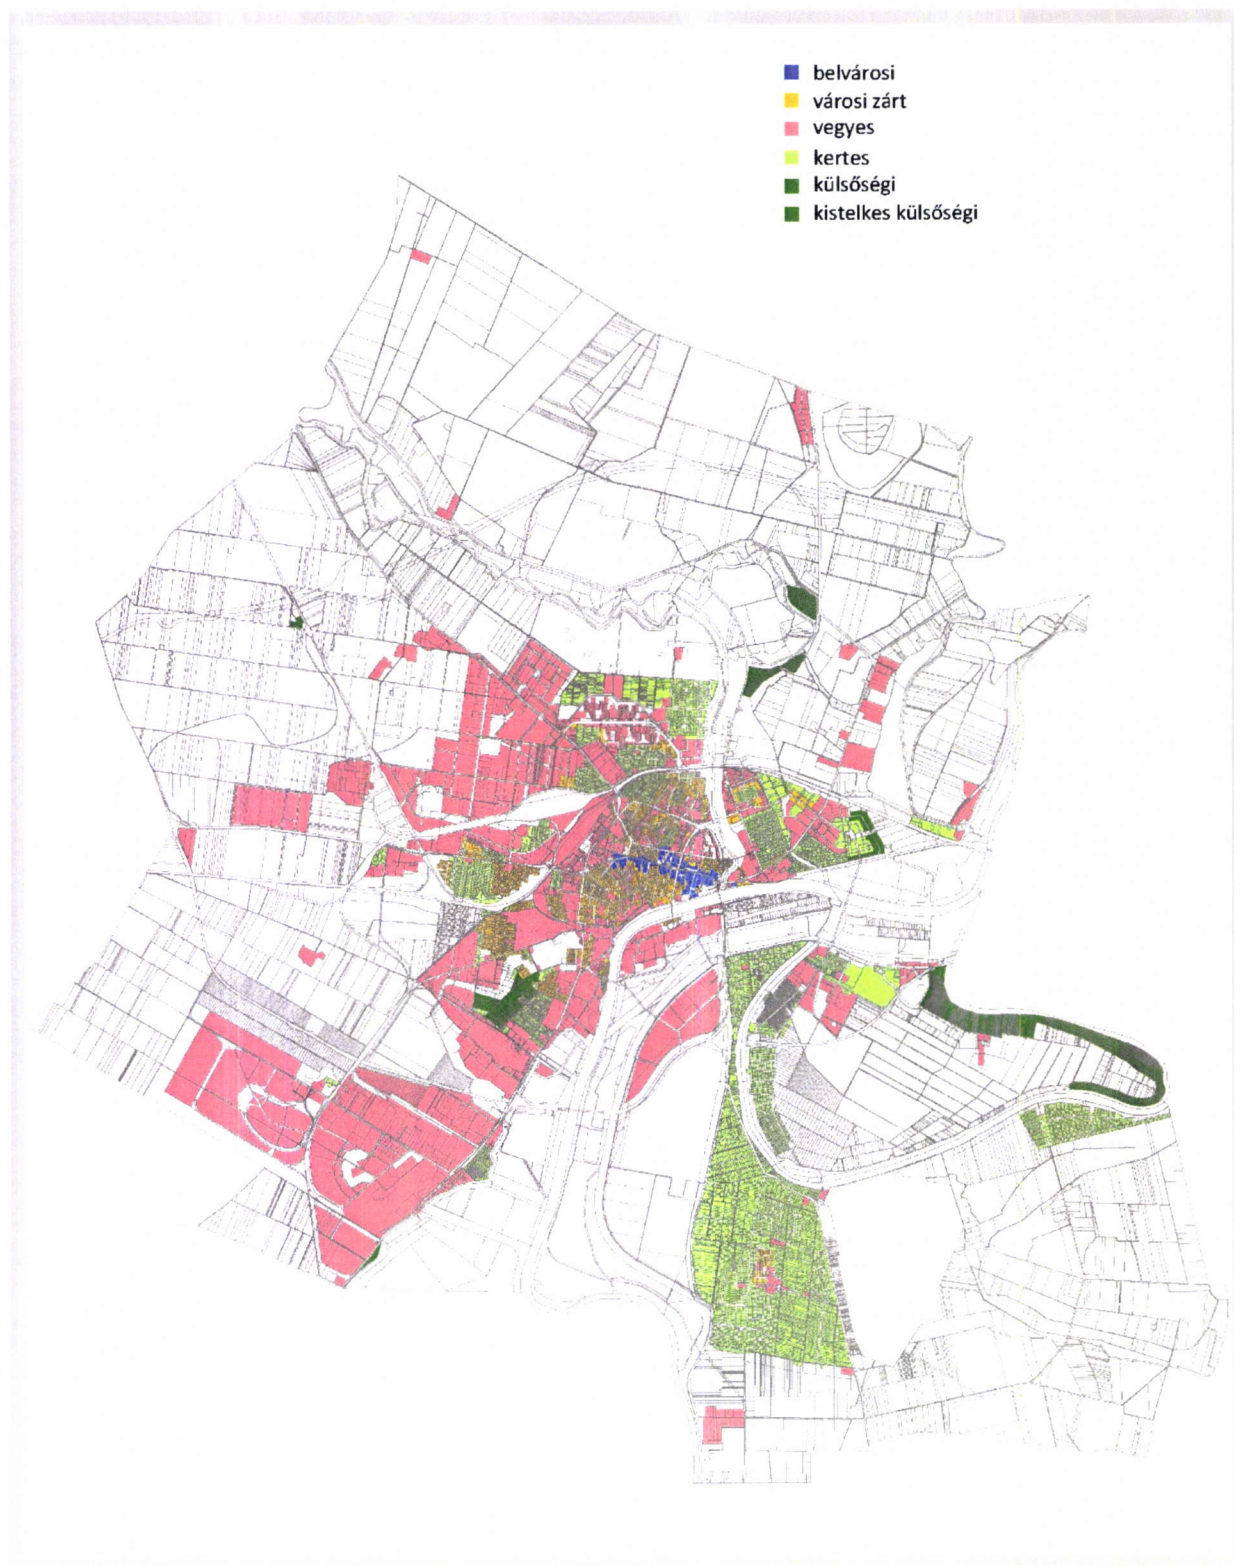 belvárosi
városi zárt
vegyes
kertes
külsőségi
kistelkes külsőségi